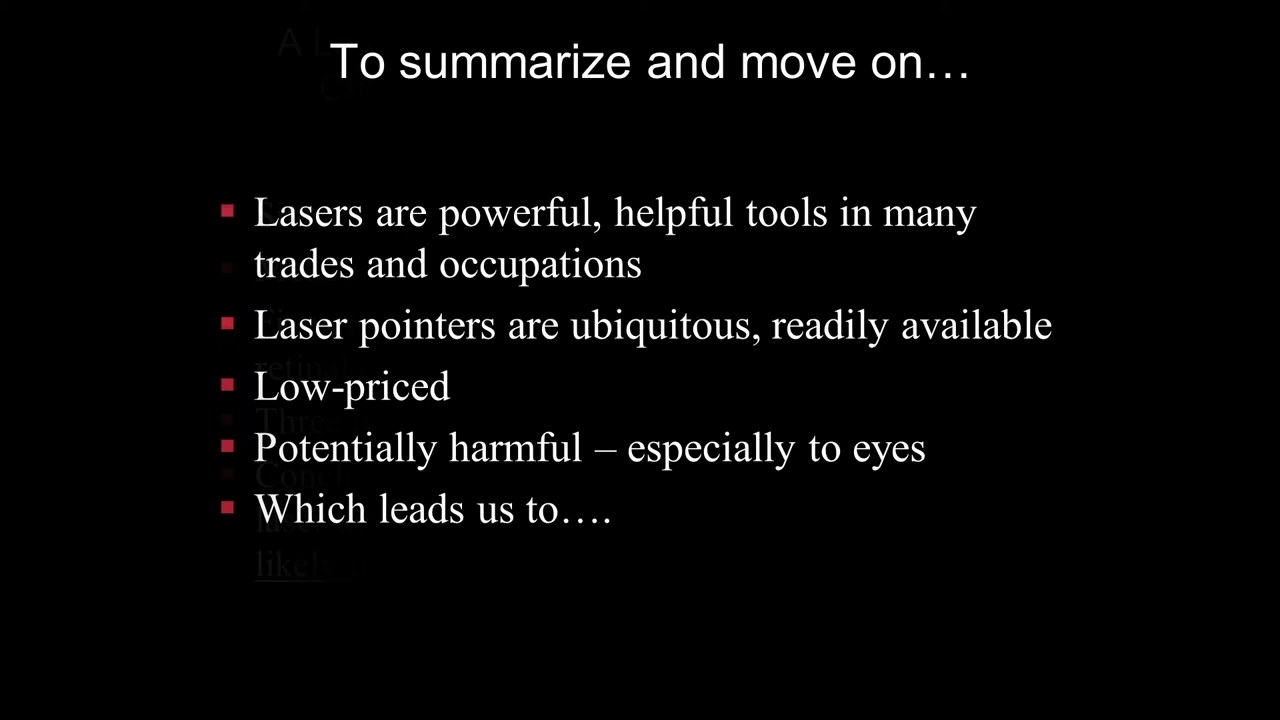 To summarize and move on…
▪ Lasers are powerful, helpful tools in many
trades and occupations
▪ Laser pointers are ubiquitous, readily available
▪ Low-priced
▪ Potentially harmful – especially to eyes
▪ Which leads us to….